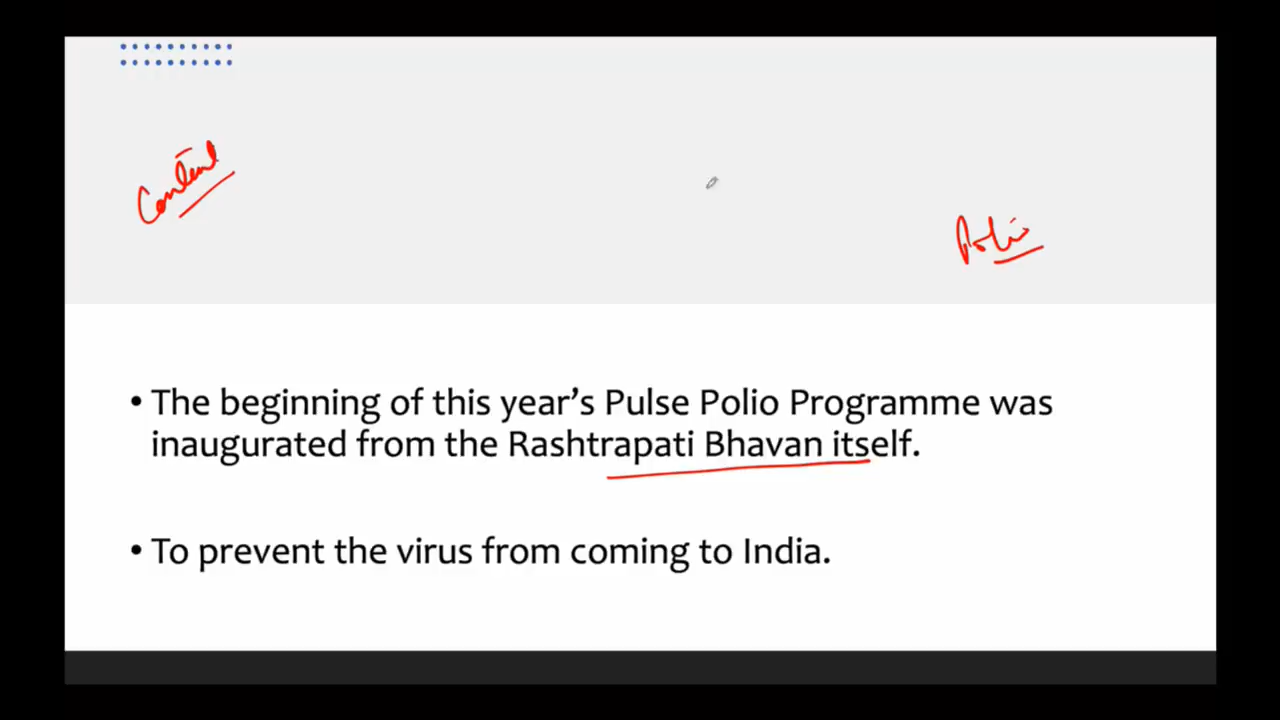 Content
Polio
• The beginning of this year’s Pulse Polio Programme was
inaugurated from the Rashtrapati Bhavan itself.
• To prevent the virus from coming to India.